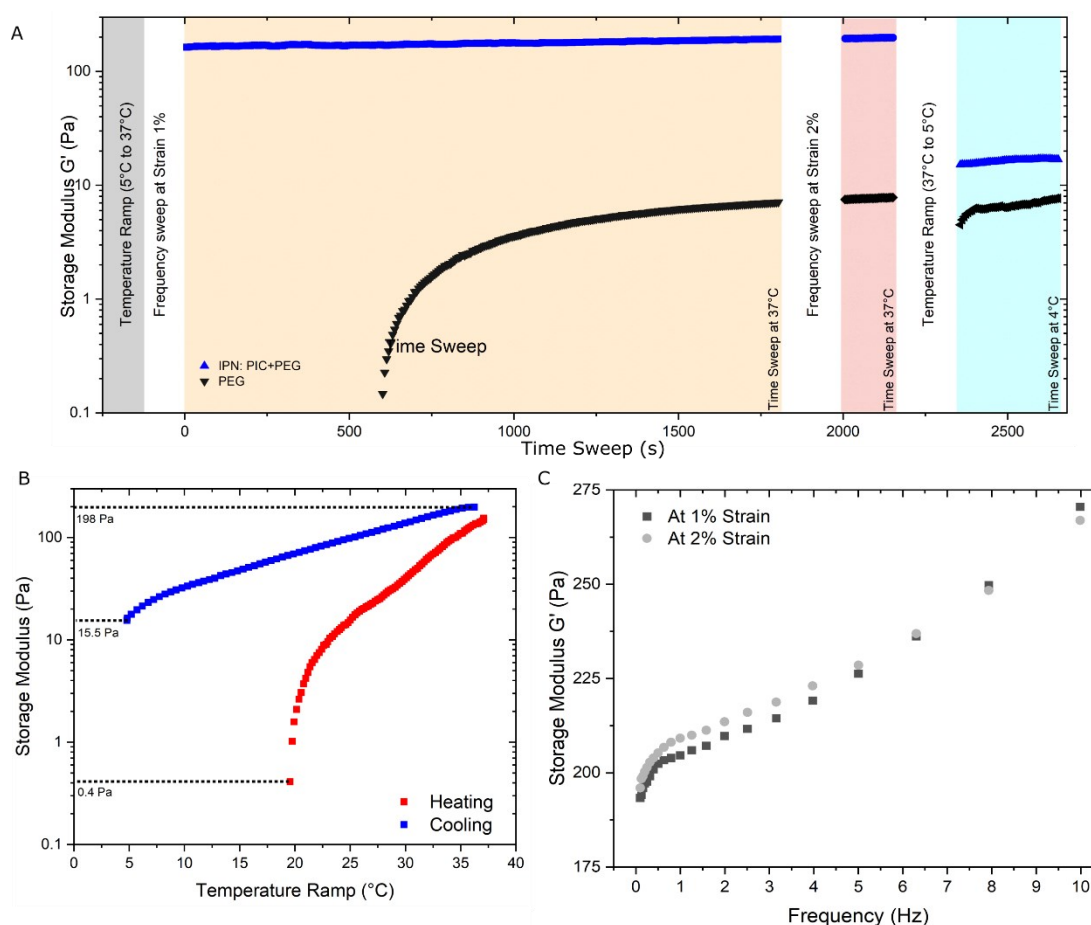 A
Storage Modulus G' (Pa)
100
10
1
0.1
Temperature Ramp (5°C to 37°C)
Frequency sweep at Strain 1%
ime Sweep
IPN: PIC+PEG
PEG
Time Sweep at 37°C
Frequency sweep at Strain 2%
Time Sweep at 37°C
Temperature Ramp (37°C to 5°C)
Time Sweep at 4°C
0 500 1000 1500 2000 2500
Time Sweep (s)
B
Storage Modulus (Pa)
100
10
1
0.1
198 Pa
15.5 Pa
0.4 Pa
Heating
Cooling
0 5 10 15 20 25 30 35 40
Temperature Ramp (°C)
C
Storage Modulus G' (Pa)
275
250
225
200
175
At 1% Strain
At 2% Strain
0 1 2 3 4 5 6 7 8 9 10
Frequency (Hz)